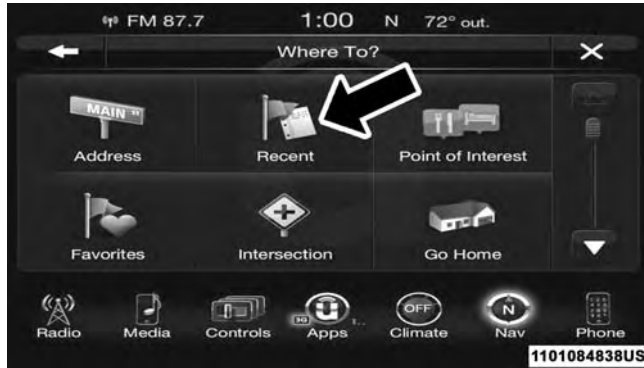 FM 87.7 1:00 N 72° out.
Where To?
MAIN
Address Recent Point of Interest
Favorites Intersection Go Home
OFF N
3G
Radio Media Controls Apps Climate Nav Phone
1101084838US